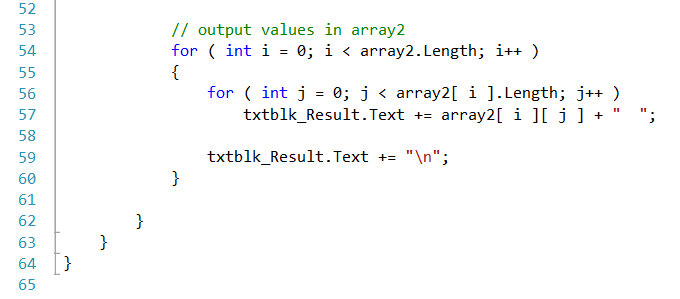 52
53 // output values in array2
54 for ( int i = 0; i < array2.Length; i++ )
55 {
56 for ( int j = 0; j < array2[ i ].Length; j++ )
57 txtblk_Result.Text += array2[ i ][ j ] + "  ";
58
59 txtblk_Result.Text += "\n";
60 }
61
62 }
63 }
64 }
65